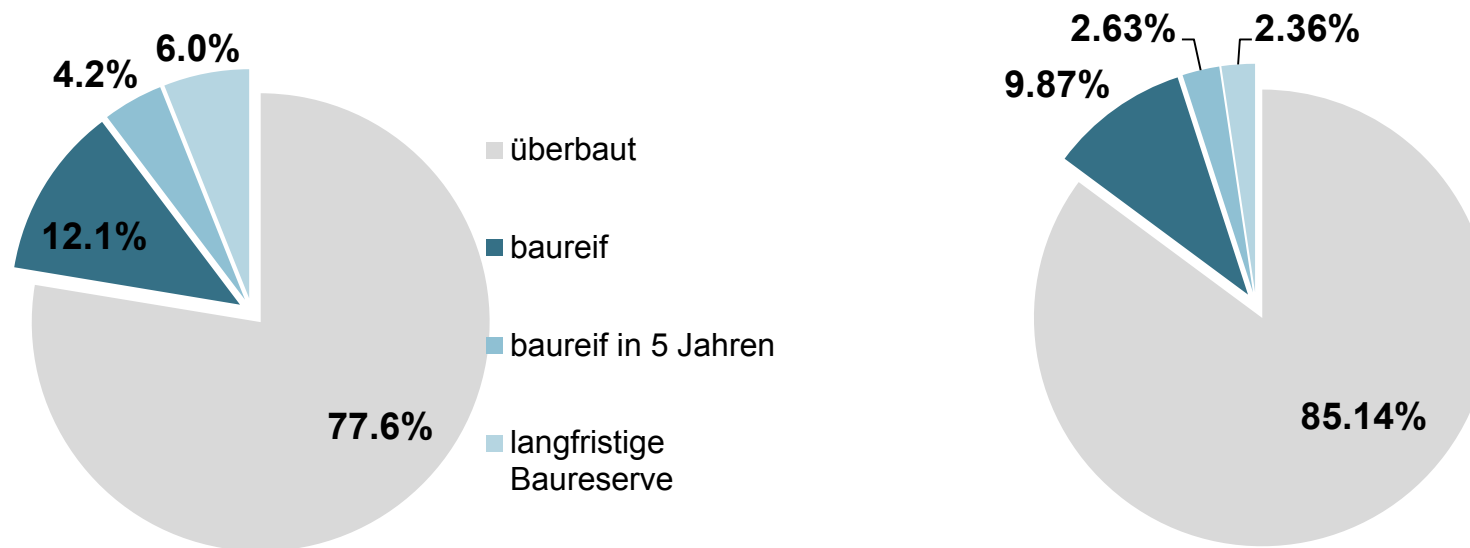 6.0%
4.2%
12.1%
77.6%
überbaut
baureif
baureif in 5 Jahren
langfristige
Baureserve
2.63% 2.36%
9.87%
85.14%